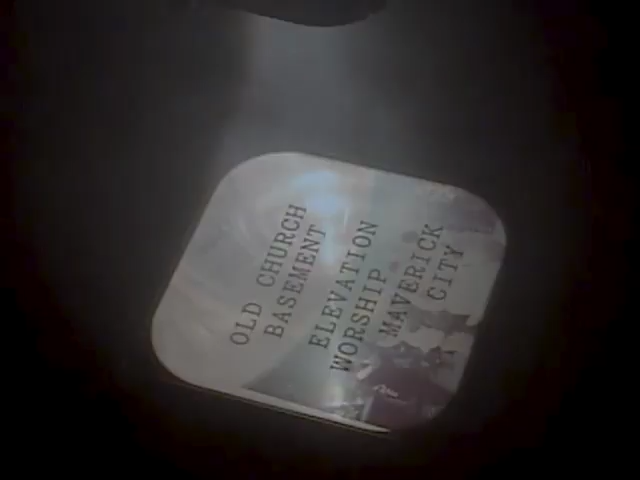 OLD CHURCH
BASEMENT
ELEVATION
WORSHIP
MAVERICK
CITY